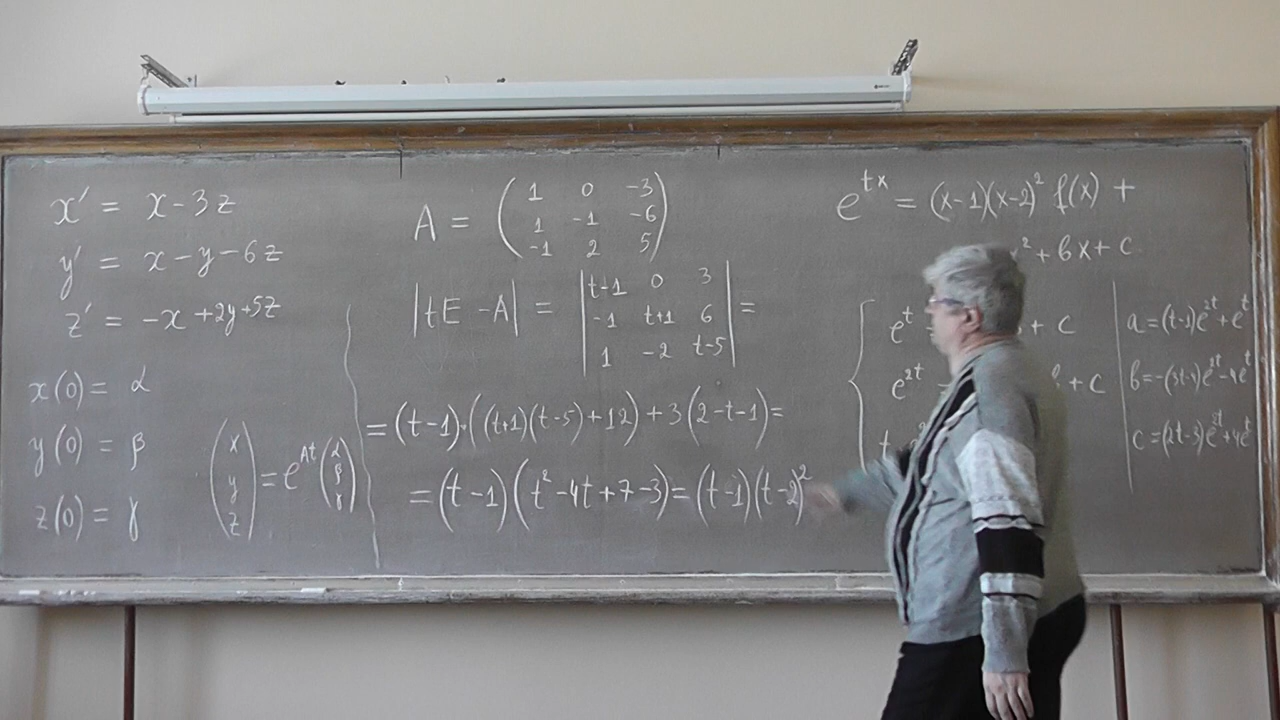 x' = x - 3z
y' = x - y - 6z
z' = -x + 2y + 5z
x(0) = α
y(0) = β
z(0) = γ
(x y z) = e^{At} (α β γ)
A = ( 1 0 -3
1 -1 -6
-1 2 5 )
|tE - A| = | t-1 0 3
-1 t+1 6
1 -2 t-5 | =
= (t-1)·((t+1)(t-5)+12) + 3(2-t-1) =
= (t-1)(t² - 4t + 7 - 3) = (t-1)(t-2)²
e^{tx} = (x-1)(x-2)² f(x) +
x² + bx + c
e^t + c
e^{2t} + c
t
a = (t-1)e^{2t} + e^t
b = -(3t-4)e^{2t} - 4e^t
c = (2t-3)e^{2t} + 4e^t